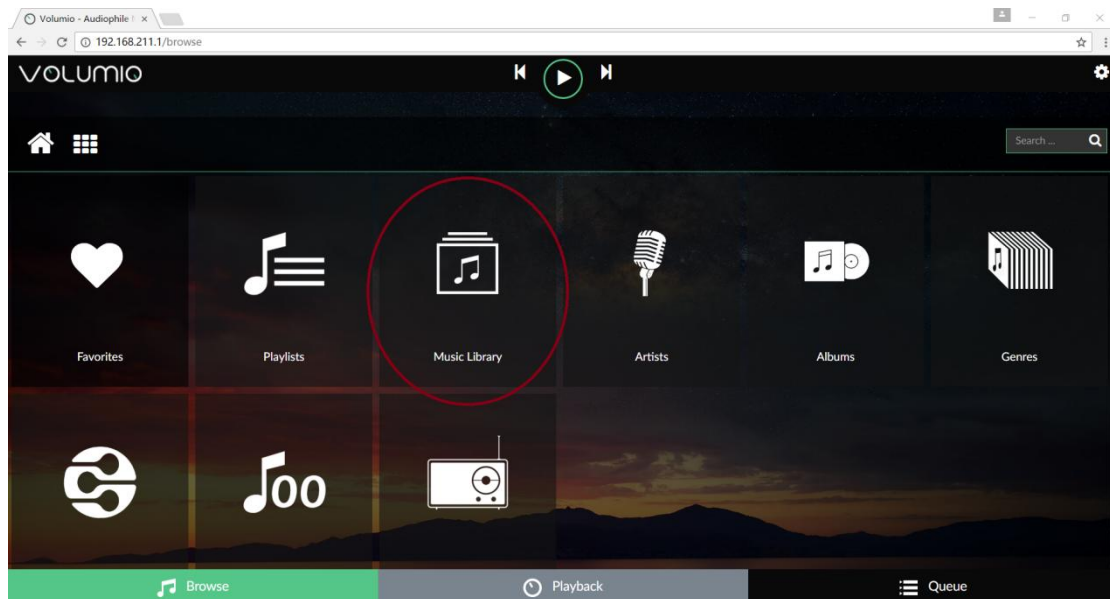 Volumio - Audiophile
192.168.211.1/browse
VOLUMIO
Search ...
Favorites
Playlists
Music Library
Artists
Albums
Genres
100
Browse
Playback
Queue